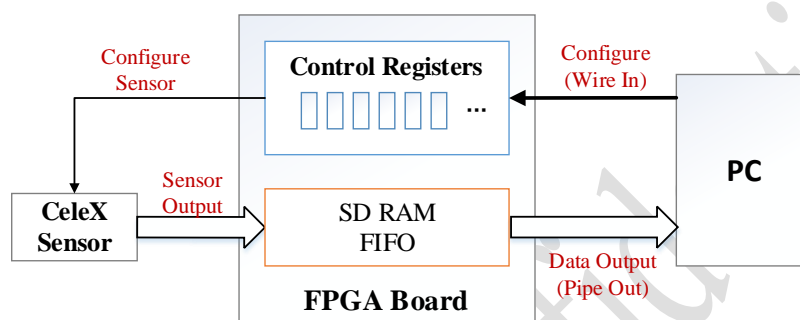 Configure
Sensor
Control Registers
...
Configure
(Wire In)
PC
CeleX
Sensor
Sensor
Output
SD RAM
FIFO
Data Output
(Pipe Out)
FPGA Board